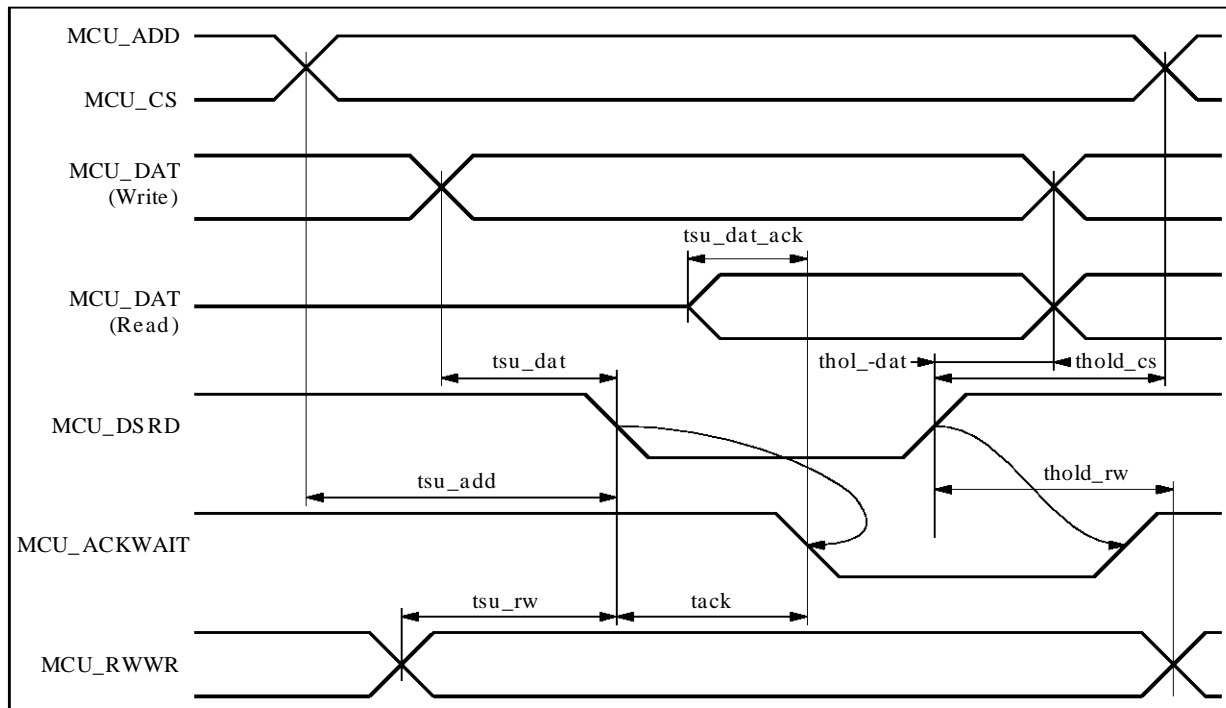 MCU_ADD
MCU_CS
MCU_DAT
(Write)
tsu_dat_ack
MCU_DAT
(Read)
tsu_dat
thol_-dat
thold_cs
MCU_DSRD
tsu_add
thold_rw
MCU_ACKWAIT
tsu_rw
tack
MCU_RWWR